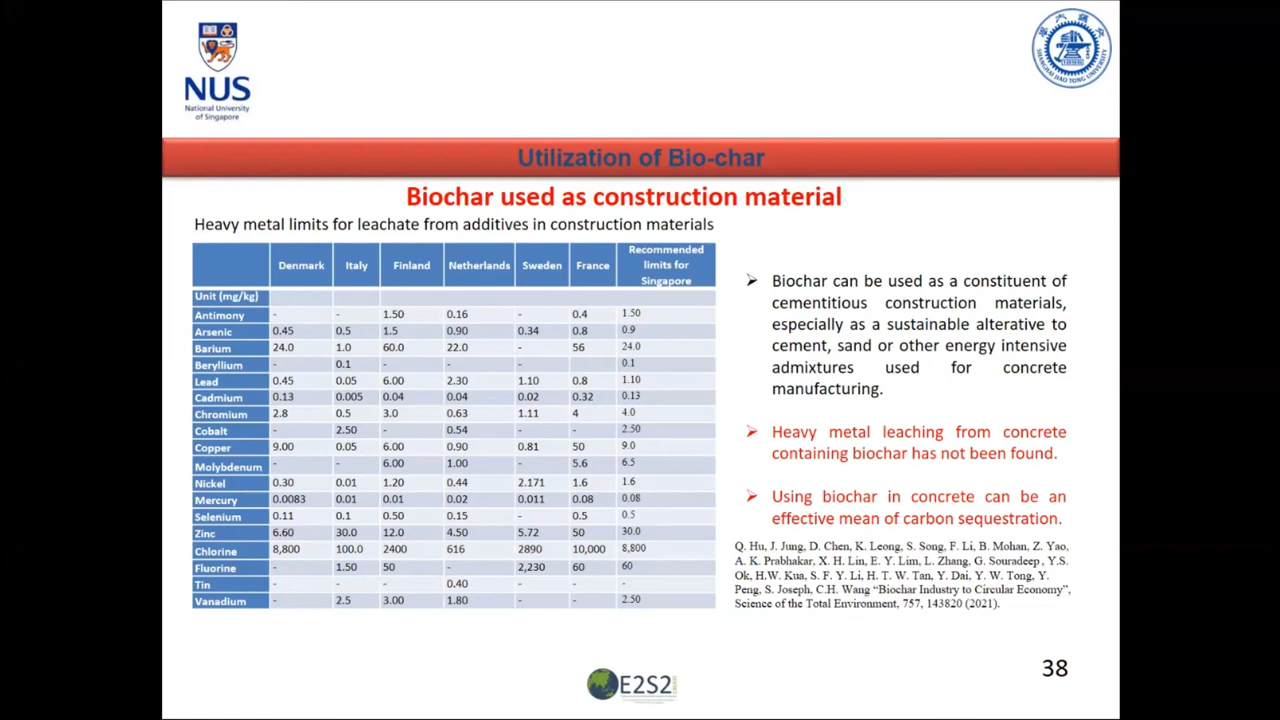 NUS
National University
of Singapore
SHANGHAI JIAO TONG UNIVERSITY
Utilization of Bio-char
Biochar used as construction material
Heavy metal limits for leachate from additives in construction materials
Denmark Italy Finland Netherlands Sweden France Recommended limits for Singapore
Unit (mg/kg)
Antimony - - 1.50 0.16 - 0.4 1.50
Arsenic 0.45 0.5 1.5 0.90 0.34 0.8 0.9
Barium 24.0 1.0 60.0 22.0 - 56 24.0
Beryllium - 0.1 - - - 0.1
Lead 0.45 0.05 6.00 2.30 1.10 0.8 1.10
Cadmium 0.13 0.005 0.04 0.04 0.02 0.32 0.13
Chromium 2.8 0.5 3.0 0.63 1.11 4 4.0
Cobalt - 2.50 - 0.54 - - 2.50
Copper 9.00 0.05 6.00 0.90 0.81 50 9.0
Molybdenum - - 6.00 1.00 5.6 6.5
Nickel 0.30 0.01 1.20 0.44 2.171 1.6 1.6
Mercury 0.0083 0.01 0.01 0.02 0.011 0.08 0.08
Selenium 0.11 0.1 0.50 0.15 - 0.5 0.5
Zinc 6.60 30.0 12.0 4.50 5.72 50 30.0
Chlorine 8,800 100.0 2400 616 2890 10,000 8,800
Fluorine - 1.50 50 - 2,230 60 60
Tin - - - 0.40 - - -
Vanadium - 2.5 3.00 1.80 - - 2.50
➢ Biochar can be used as a constituent of
cementitious construction materials,
especially as a sustainable alterative to
cement, sand or other energy intensive
admixtures used for concrete
manufacturing.
➢ Heavy metal leaching from concrete
containing biochar has not been found.
➢ Using biochar in concrete can be an
effective mean of carbon sequestration.
Q. Hu, J. Jung, D. Chen, K. Leong, S. Song, F. Li, B. Mohan, Z. Yao,
A. K. Prabhakar, X. H. Lin, E. Y. Lim, L. Zhang, G. Souradeep, Y.S.
Ok, H.W. Kua, S. F. Y. Li, H. T. W. Tan, Y. Dai, Y. W. Tong, Y.
Peng, S. Joseph, C.H. Wang “Biochar Industry to Circular Economy”,
Science of the Total Environment, 757, 143820 (2021).
E2S2
38